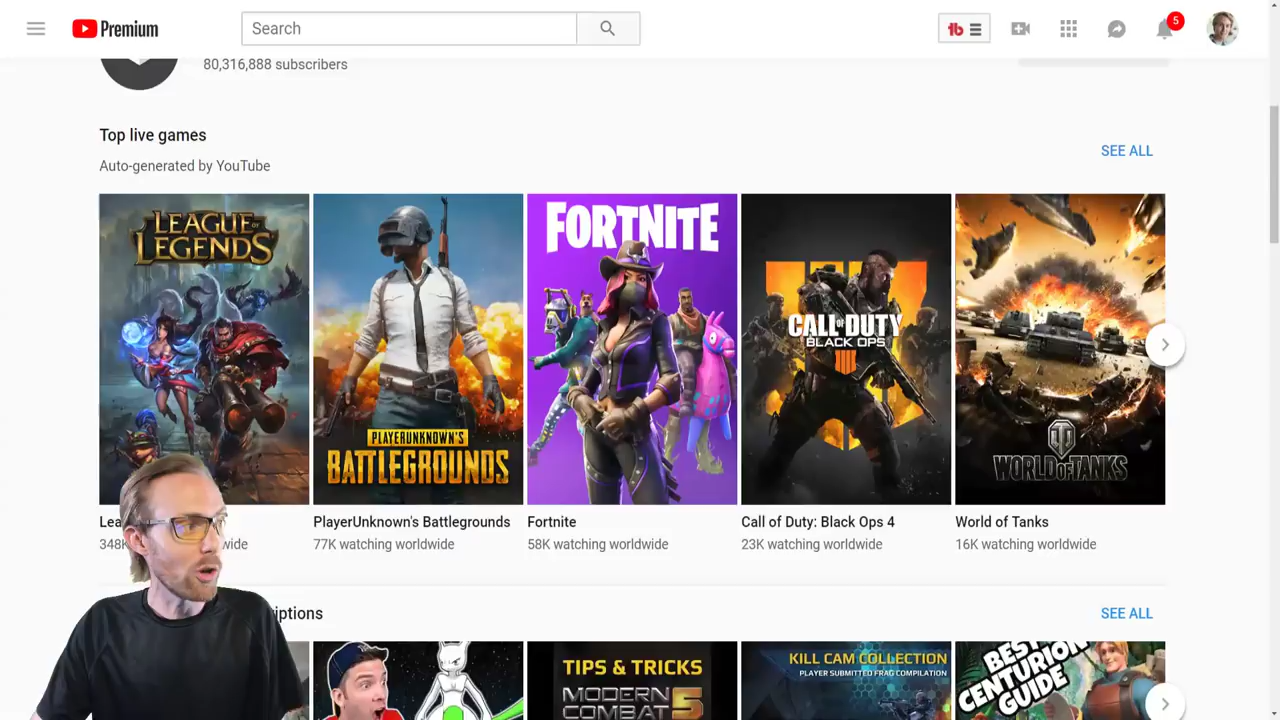 Premium
Search
tb
5
80,316,888 subscribers
Top live games
Auto-generated by YouTube
SEE ALL
LEAGUE OF
LEGENDS
PLAYERUNKNOWN'S
BATTLEGROUNDS
FORTNITE
CALL OF DUTY
BLACK OPS
IIII
WORLD OF TANKS
Lea
348K wide
PlayerUnknown's Battlegrounds
77K watching worldwide
Fortnite
58K watching worldwide
Call of Duty: Black Ops 4
23K watching worldwide
World of Tanks
16K watching worldwide
iptions
SEE ALL
TIPS & TRICKS
MODERN
COMBAT 5
KILL CAM COLLECTION
PLAYER SUBMITTED FRAG COMPILATION
BEST
CENTURION
GUIDE